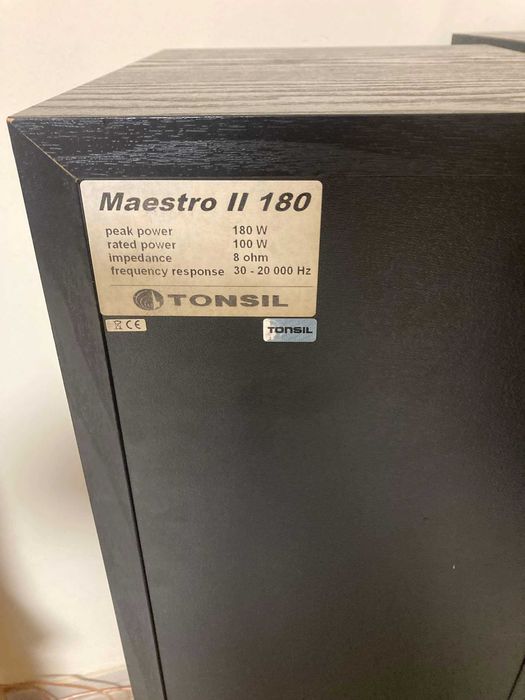 Maestro II 180
peak power 180 W
rated power 100 W
impedance 8 ohm
frequency response 30 - 20 000 Hz
TONSIL
CE
TONSIL